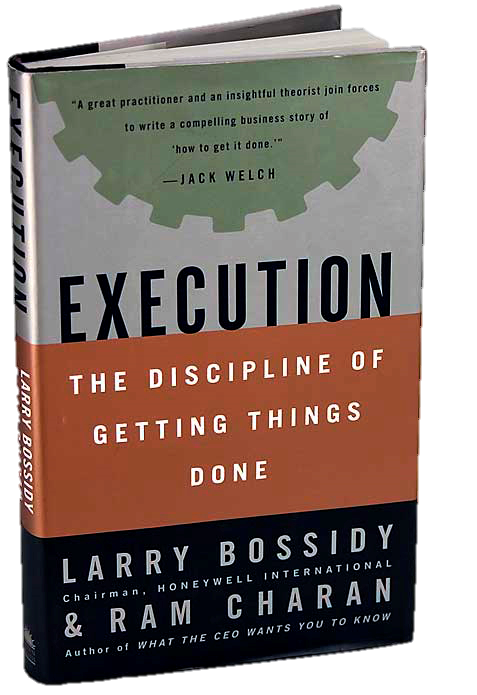 "A great practitioner and an insightful theorist join forces
to write a compelling business story of
'how to get it done.'"
—JACK WELCH
EXECUTION
THE DISCIPLINE OF
GETTING THINGS
DONE
LARRY BOSSIDY
Chairman, HONEYWELL INTERNATIONAL
& RAM CHARAN
Author of WHAT THE CEO WANTS YOU TO KNOW
EXECUTION
LARRY BOSSIDY